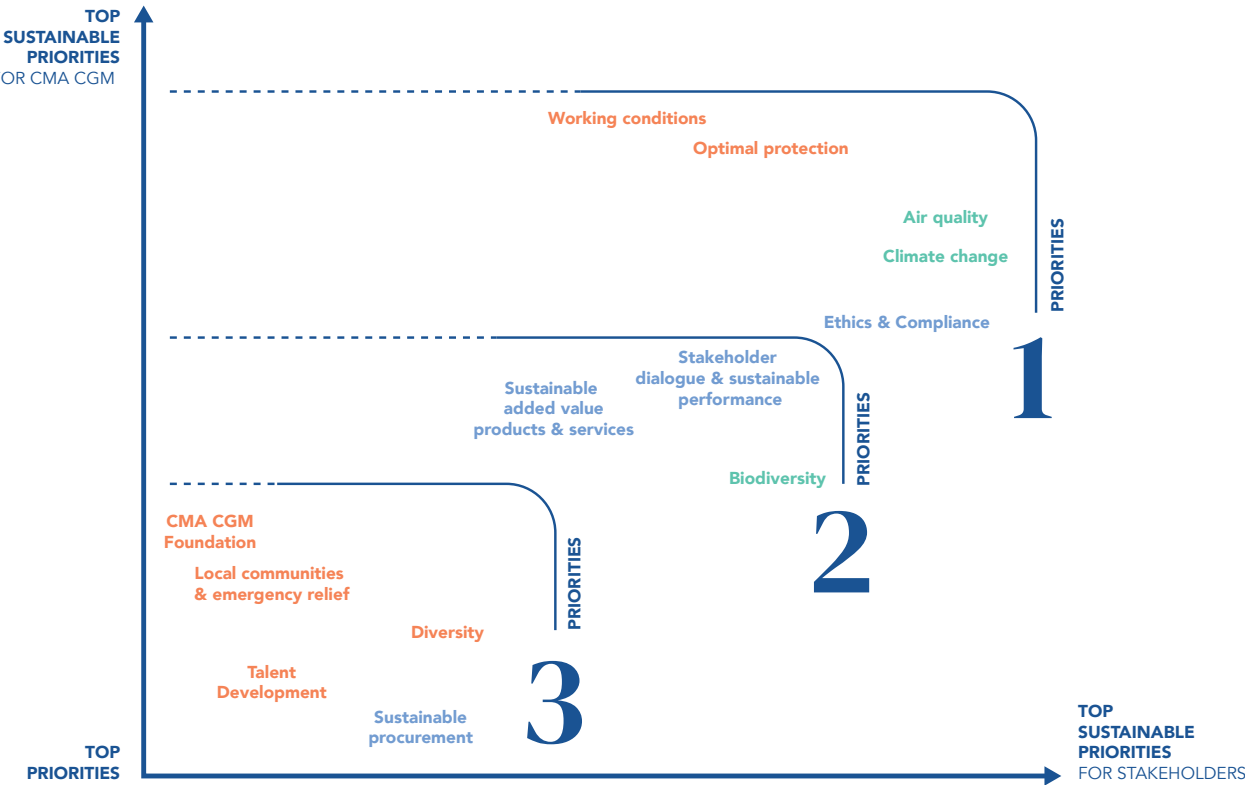 TOP
SUSTAINABLE
PRIORITIES
OR CMA CGM
Working conditions
Optimal protection
Air quality
Climate change
Ethics & Compliance
PRIORITIES
1
Stakeholder
dialogue & sustainable
performance
Sustainable
added value
products & services
Biodiversity
PRIORITIES
2
CMA CGM
Foundation
Local communities
& emergency relief
Diversity
Talent
Development
Sustainable
procurement
PRIORITIES
3
TOP
PRIORITIES
TOP
SUSTAINABLE
PRIORITIES
FOR STAKEHOLDERS